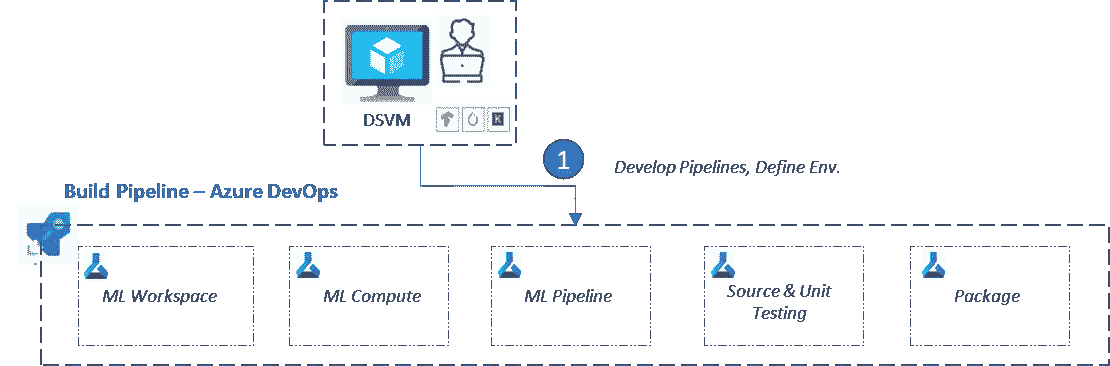 DSVM
K
1
Develop Pipelines, Define Env.
Build Pipeline – Azure DevOps
ML Workspace
ML Compute
ML Pipeline
Source & Unit
Testing
Package